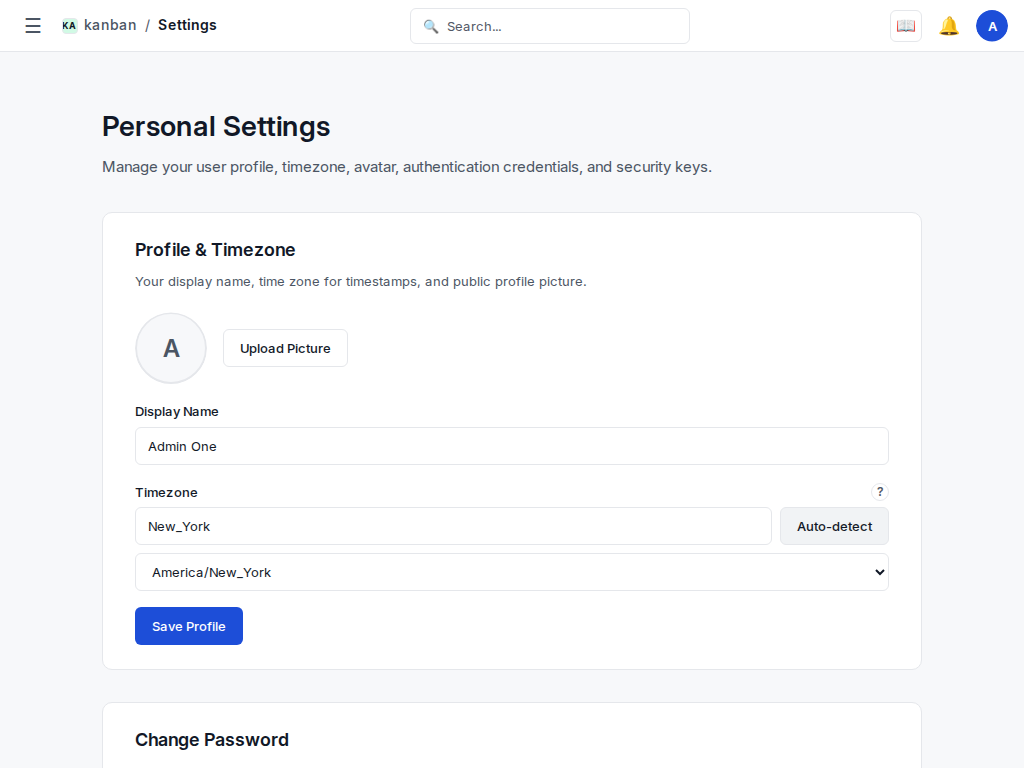 KA kanban / Settings
Search...
A
Personal Settings
Manage your user profile, timezone, avatar, authentication credentials, and security keys.
Profile & Timezone
Your display name, time zone for timestamps, and public profile picture.
A
Upload Picture
Display Name
Admin One
Timezone
?
New_York
Auto-detect
America/New_York
Save Profile
Change Password